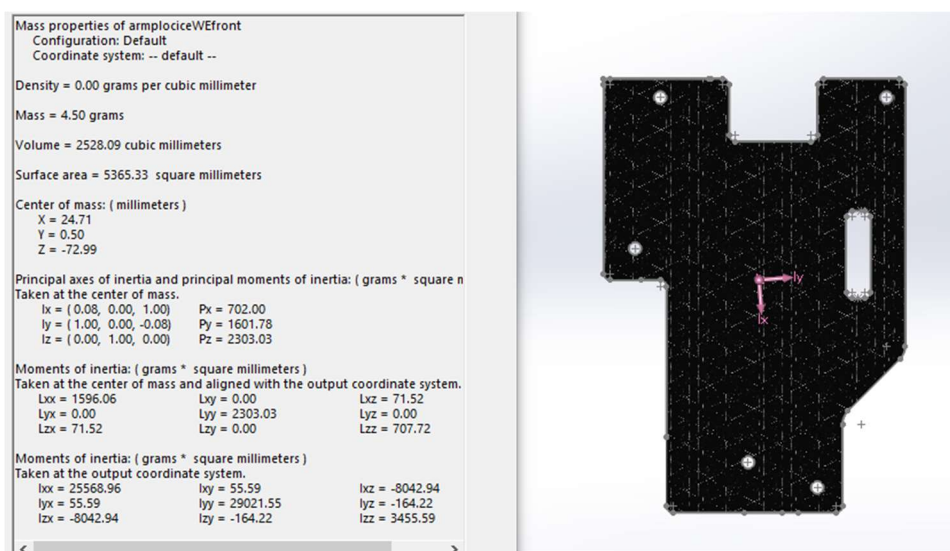 Mass properties of armplociceWEfront
Configuration: Default
Coordinate system: -- default --
Density = 0.00 grams per cubic millimeter
Mass = 4.50 grams
Volume = 2528.09 cubic millimeters
Surface area = 5365.33 square millimeters
Center of mass: ( millimeters )
X = 24.71
Y = 0.50
Z = -72.99
Principal axes of inertia and principal moments of inertia: ( grams * square m
Taken at the center of mass.
Ix = ( 0.08, 0.00, 1.00) Px = 702.00
Iy = ( 1.00, 0.00, -0.08) Py = 1601.78
Iz = ( 0.00, 1.00, 0.00) Pz = 2303.03
Moments of inertia: ( grams * square millimeters )
Taken at the center of mass and aligned with the output coordinate system.
Lxx = 1596.06 Lxy = 0.00 Lxz = 71.52
Lyx = 0.00 Lyy = 2303.03 Lyz = 0.00
Lzx = 71.52 Lzy = 0.00 Lzz = 707.72
Moments of inertia: ( grams * square millimeters )
Taken at the output coordinate system.
Ixx = 25568.96 Ixy = 55.59 Ixz = -8042.94
Iyx = 55.59 Iyy = 29021.55 Iyz = -164.22
Izx = -8042.94 Izy = -164.22 Izz = 3455.59
Iy
Ix